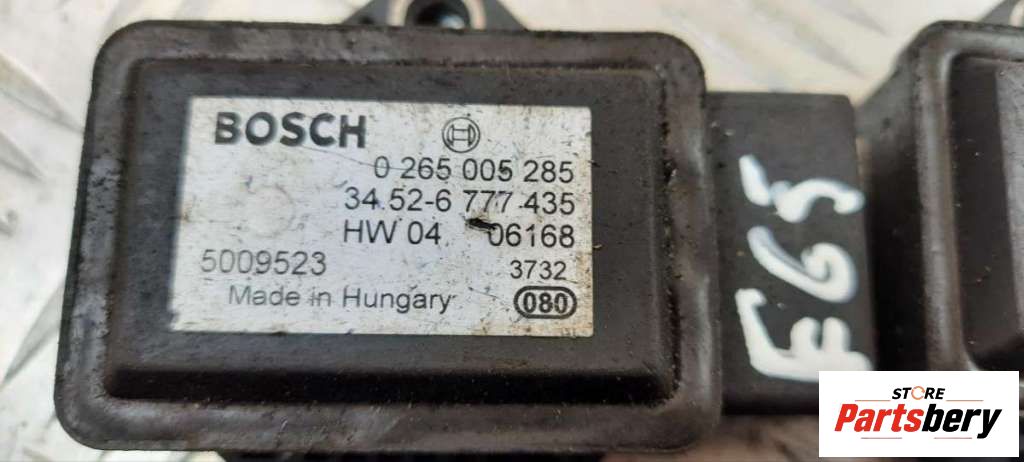 BOSCH
0 265 005 285
34.52-6 777 435
HW 04 06168
5009523 3732
Made in Hungary 080
E65
STORE
Partsbery